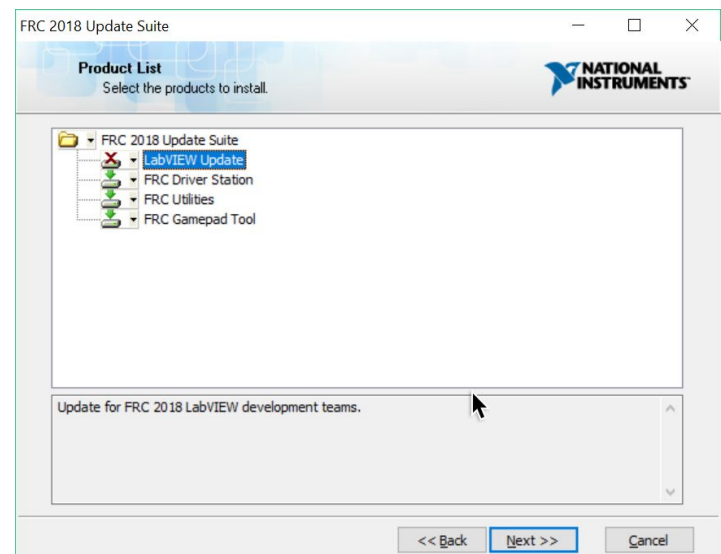 FRC 2018 Update Suite
Product List
Select the products to install.
NATIONAL
INSTRUMENTS
FRC 2018 Update Suite
LabVIEW Update
FRC Driver Station
FRC Utilities
FRC Gamepad Tool
Update for FRC 2018 LabVIEW development teams.
<< Back Next >> Cancel